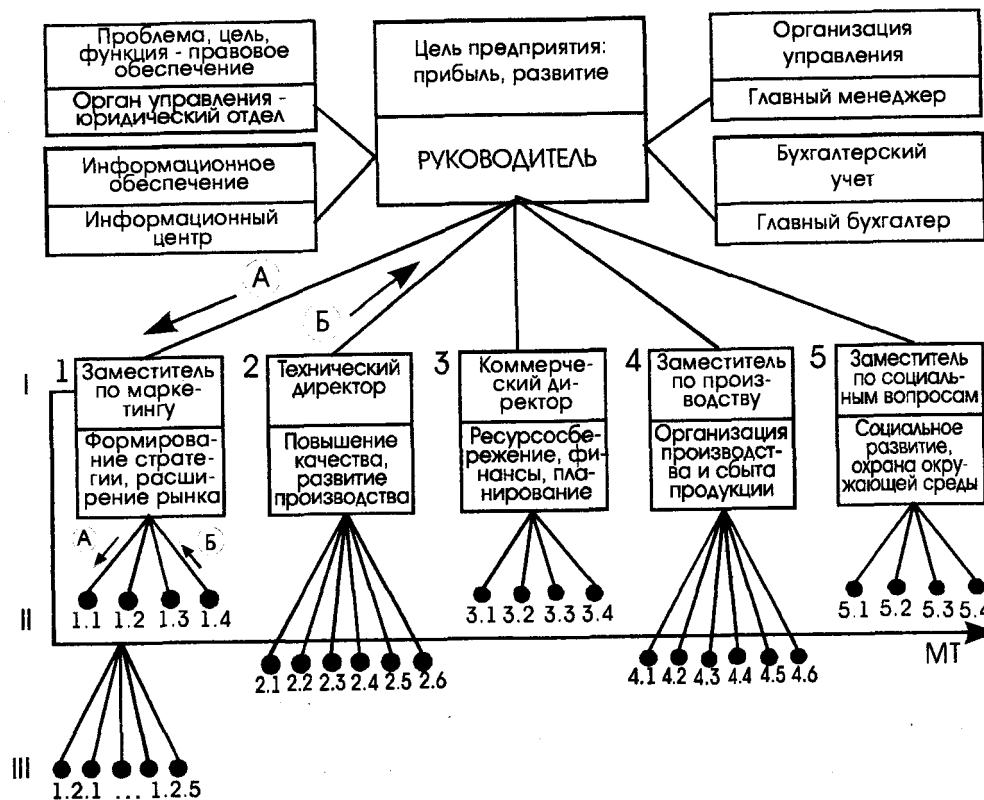 Проблема, цель,
функция - правовое
обеспечение
Орган управления -
юридический отдел
Информационное
обеспечение
Информационный
центр
Цель предприятия:
прибыль, развитие
РУКОВОДИТЕЛЬ
Организация
управления
Главный менеджер
Бухгалтерский
учет
Главный бухгалтер
А
Б
I
1
Заместитель
по марке-
тингу
Формирова-
ние страте-
гии, расши-
рение рынка
2
Технический
директор
Повышение
качества,
развитие
производства
3
Коммерчес-
кий ди-
ректор
Ресурсосбе-
режение, фи-
нансы, пла-
нирование
4
Заместитель
по произ-
водству
Организация
производст-
ва и сбыта
продукции
5
Заместитель
по социаль-
ным вопросам
Социальное
развитие,
охрана окру-
жающей среды
А
Б
II
1.1 1.2 1.3 1.4
2.1 2.2 2.3 2.4 2.5 2.6
3.1 3.2 3.3 3.4
4.1 4.2 4.3 4.4 4.5 4.6
5.1 5.2 5.3 5.4
МТ
III
1.2.1 ... 1.2.5